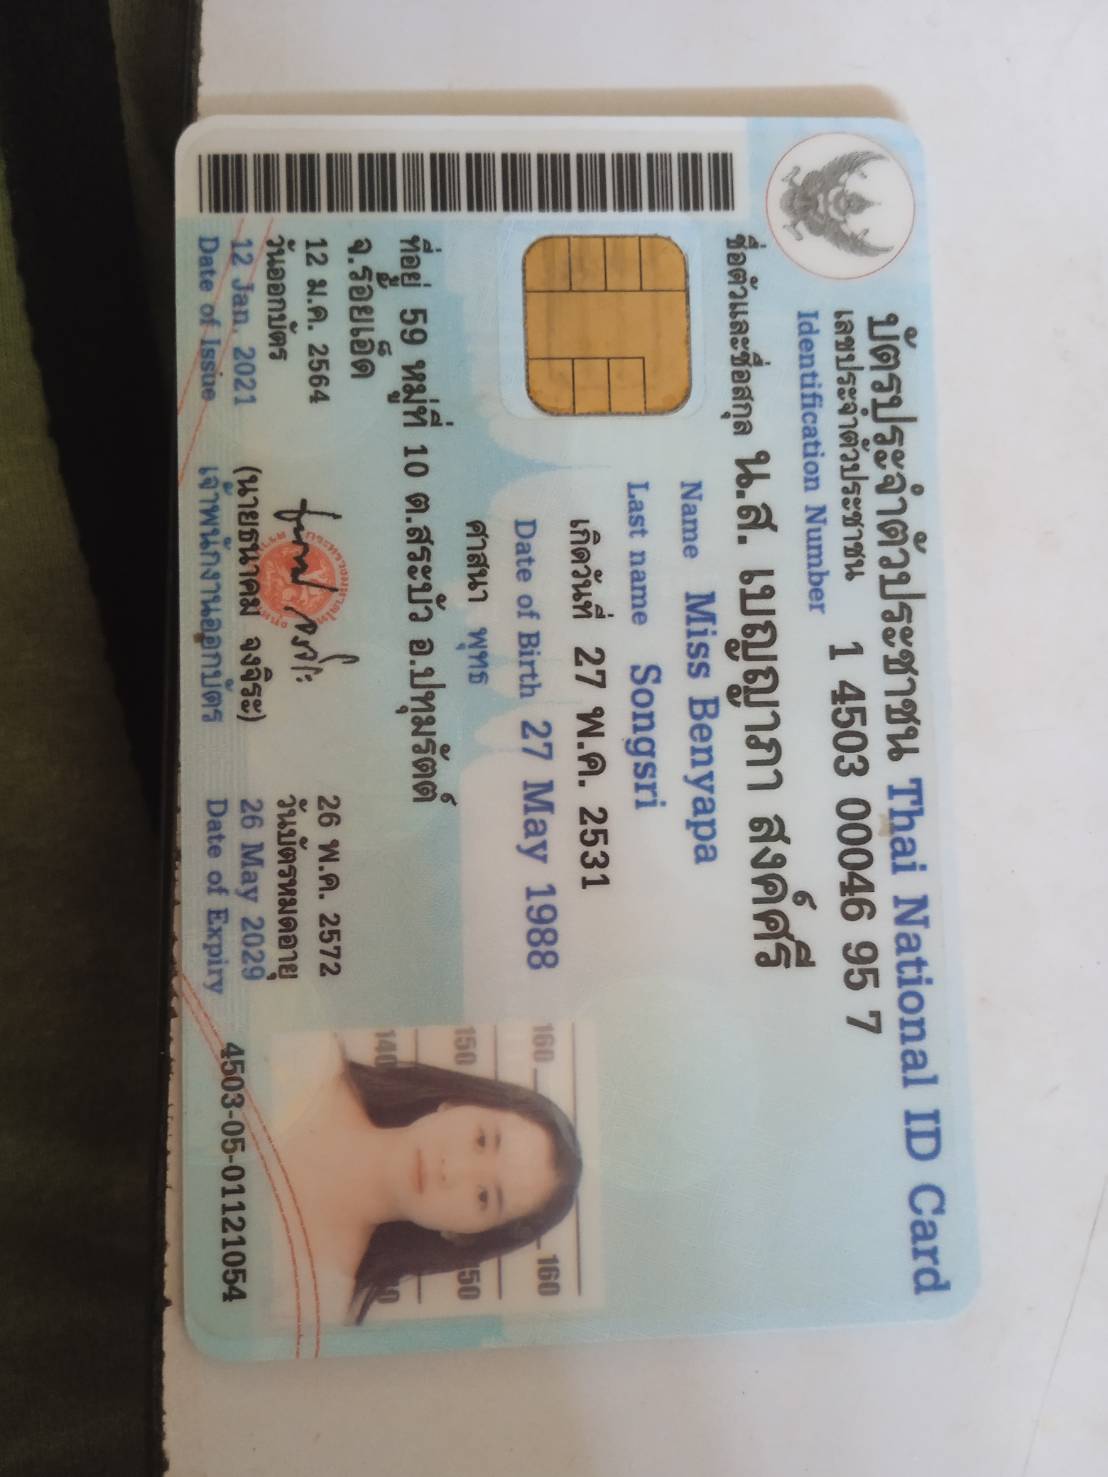 บัตรประจำตัวประชาชน Thai National ID Card
เลขประจำตัวประชาชน 1 4503 00046 95 7
Identification Number
ชื่อตัวและชื่อสกุล น.ส. เบญญาภา สงค์ศรี
Name Miss Benyapa
Last name Songsri
เกิดวันที่ 27 พ.ค. 2531
Date of Birth 27 May 1988
ศาสนา พุทธ
ที่อยู่ 59 หมู่ที่ 10 ต.สระบัว อ.ปทุมรัตต์
จ.ร้อยเอ็ด
12 ม.ค. 2564
วันออกบัตร
12 Jan. 2021
Date of Issue
(นายธนาคม จงจิระ)
เจ้าพนักงานออกบัตร
26 พ.ค. 2572
วันบัตรหมดอายุ
26 May 2029
Date of Expiry
160 160
150 150
140
4503-05-01121054